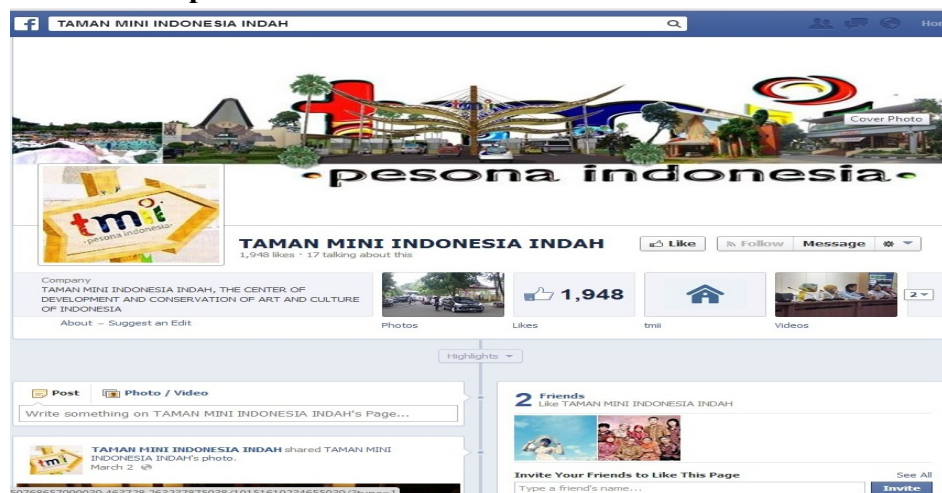 TAMAN MINI INDONESIA INDAH
Home
tmii
Cover Photo
pesona indonesia
tmii
pesona indonesia
TAMAN MINI INDONESIA INDAH
1,948 likes · 17 talking about this
Like
Follow
Message
Company
TAMAN MINI INDONESIA INDAH, THE CENTER OF
DEVELOPMENT AND CONSERVATION OF ART AND CULTURE
OF INDONESIA
About – Suggest an Edit
1,948
2
Photos
Likes
tmii
Videos
Highlights
Post
Photo / Video
Write something on TAMAN MINI INDONESIA INDAH's Page...
2 Friends
Like TAMAN MINI INDONESIA INDAH
TAMAN MINI INDONESIA INDAH shared TAMAN MINI
INDONESIA INDAH's photo.
March 2
Invite Your Friends to Like This Page
See All
Type a friend's name...
Invite